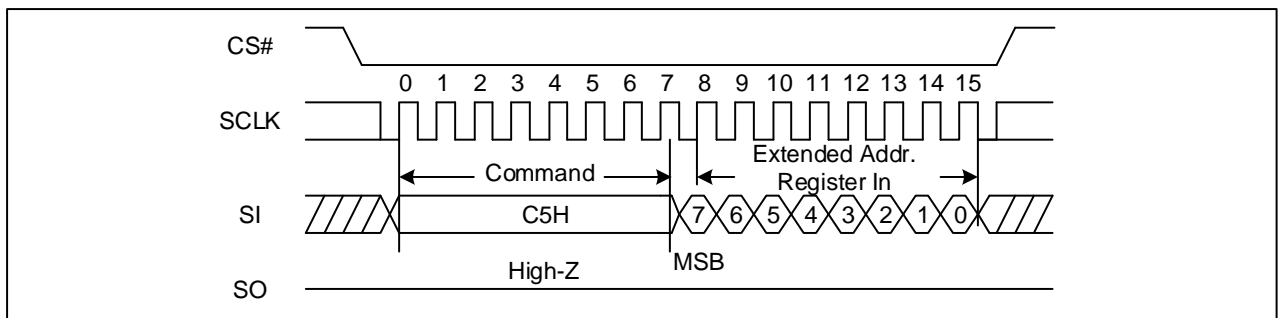 CS#
0 1 2 3 4 5 6 7 8 9 10 11 12 13 14 15
SCLK
Command
Extended Addr.
Register In
SI
C5H
7 6 5 4 3 2 1 0
High-Z
MSB
SO